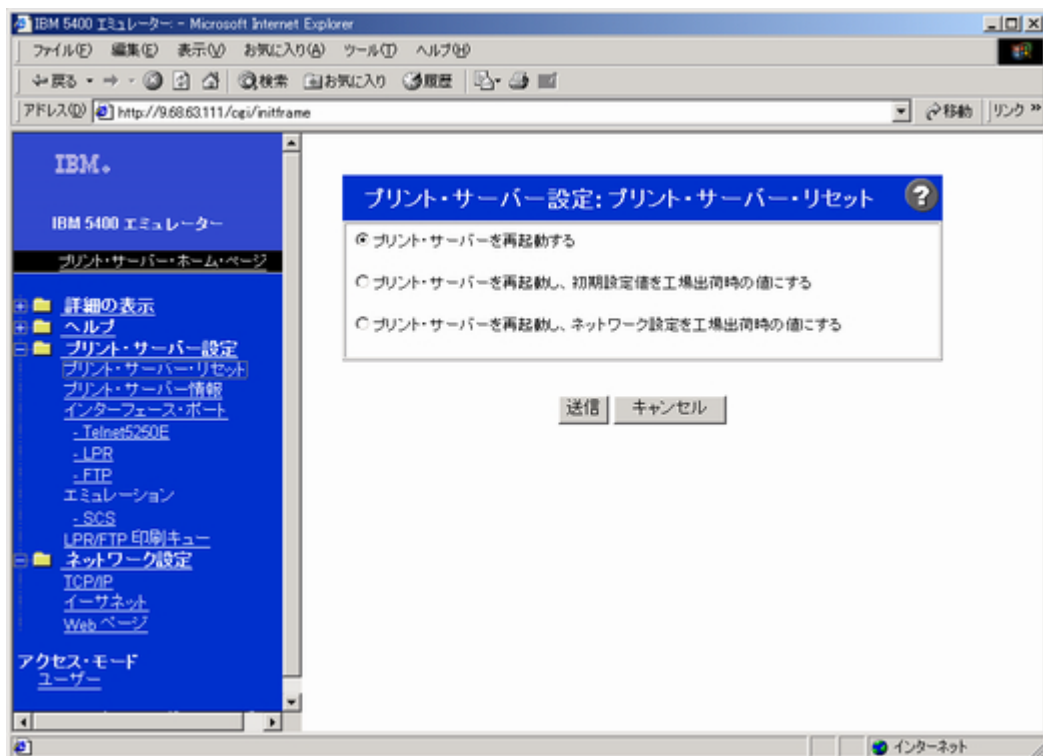 IBM 5400 エミュレーター: - Microsoft Internet Explorer
ファイル(F) 編集(E) 表示(V) お気に入り(A) ツール(T) ヘルプ(H)
戻る 検索 お気に入り 履歴
アドレス(D) http://9.68.63.111/cgi/initframe 移動 リンク »
IBM®
IBM 5400 エミュレーター
プリント・サーバー・ホーム・ページ
詳細の表示
ヘルプ
プリント・サーバー設定
プリント・サーバー・リセット
プリント・サーバー情報
インターフェース・ポート
- Telnet5250E
- LPR
- FTP
エミュレーション
- SCS
LPR/FTP 印刷キュー
ネットワーク設定
TCP/IP
イーサネット
Web ページ
アクセス・モード
ユーザー
プリント・サーバー設定: プリント・サーバー・リセット ?
プリント・サーバーを再起動する
プリント・サーバーを再起動し、初期設定値を工場出荷時の値にする
プリント・サーバーを再起動し、ネットワーク設定を工場出荷時の値にする
送信 キャンセル
インターネット